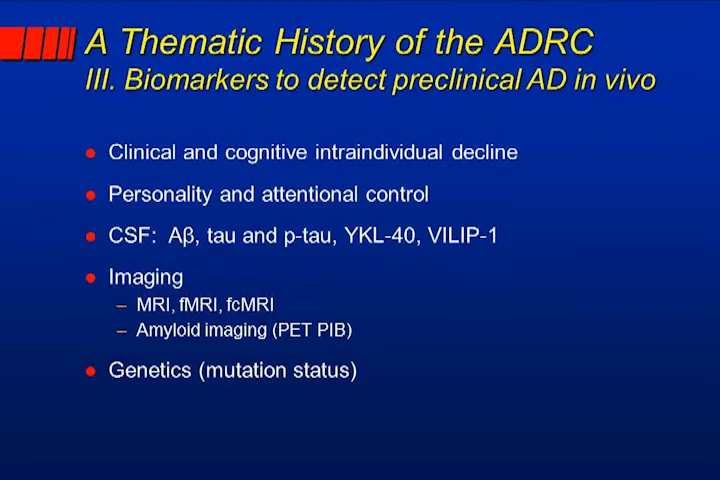 A Thematic History of the ADRC
III. Biomarkers to detect preclinical AD in vivo
● Clinical and cognitive intraindividual decline
● Personality and attentional control
● CSF: Aβ, tau and p-tau, YKL-40, VILIP-1
● Imaging
– MRI, fMRI, fcMRI
– Amyloid imaging (PET PIB)
● Genetics (mutation status)